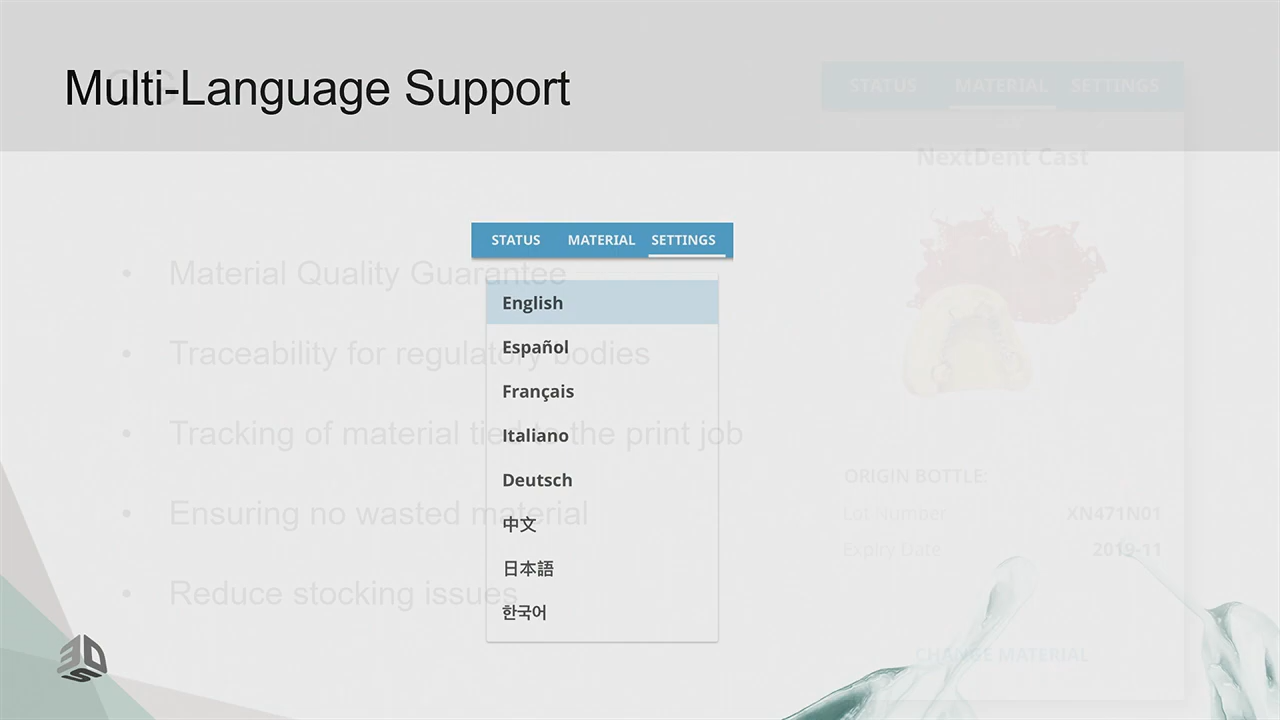 Multi-Language Support
STATUS MATERIAL SETTINGS
English
Español
Français
Italiano
Deutsch
中文
日本語
한국어
Material Quality Guarantee
Traceability for regulatory bodies
Tracking of material tied to the print job
Ensuring no wasted material
Reduce stocking issues
STATUS MATERIAL SETTINGS
NextDent Cast
ORIGIN BOTTLE:
Lot Number XN471N01
Expiry Date 2019-11
CHANGE MATERIAL
3DS